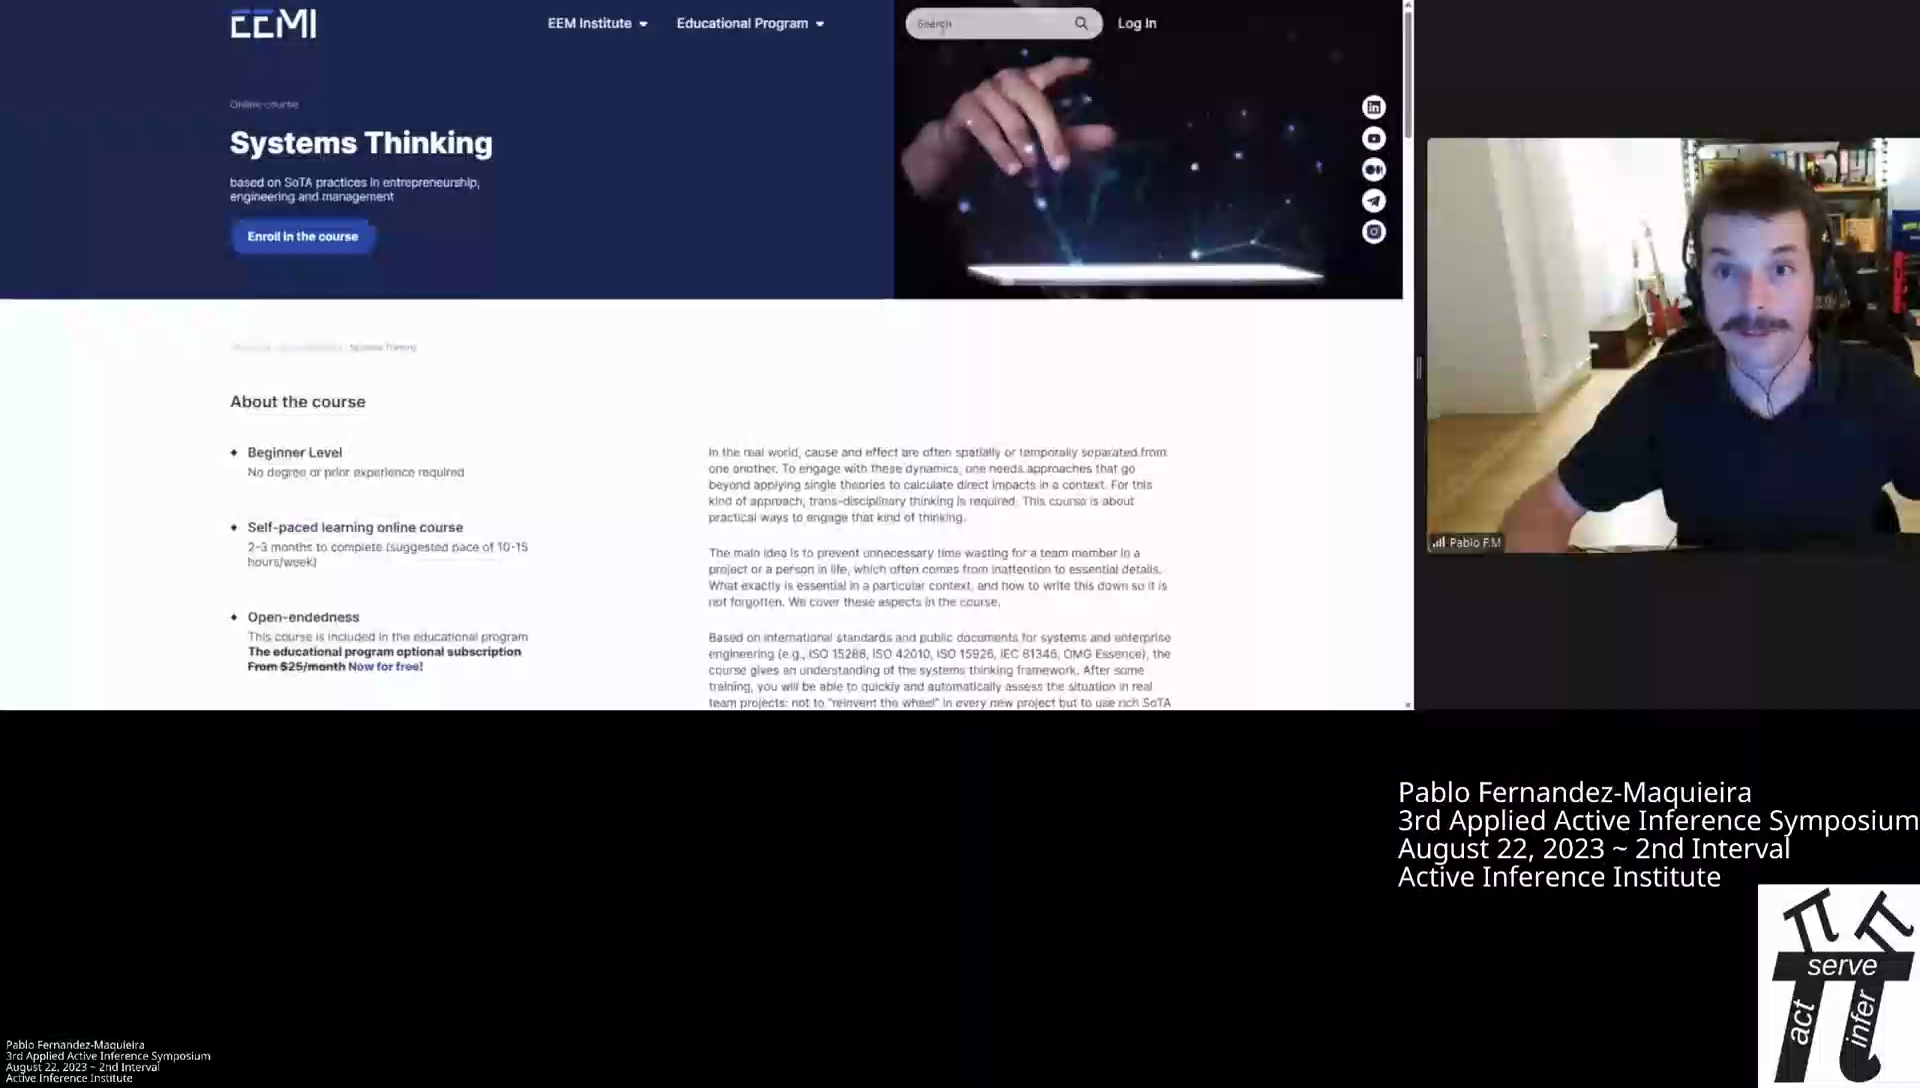 EEMI
EEM Institute
Educational Program
Search
Log In
Online course
Systems Thinking
based on SoTA practices in entrepreneurship,
engineering and management
Enroll in the course
Systems Thinking
About the course
Beginner Level
No degree or prior experience required
Self-paced learning online course
2-3 months to complete (suggested pace of 10-15
hours/week)
Open-endedness
This course is included in the educational program
The educational program optional subscription
From $25/month Now for free!
In the real world, cause and effect are often spatially or temporally separated from
one another. To engage with these dynamics, one needs approaches that go
beyond applying single theories to calculate direct impacts in a context. For this
kind of approach, trans-disciplinary thinking is required. This course is about
practical ways to engage that kind of thinking.
The main idea is to prevent unnecessary time wasting for a team member in a
project or a person in life, which often comes from inattention to essential details.
What exactly is essential in a particular context, and how to write this down so it is
not forgotten. We cover these aspects in the course.
Based on international standards and public documents for systems and enterprise
engineering (e.g., ISO 15288, ISO 42010, ISO 15926, IEC 81346, OMG Essence), the
course gives an understanding of the systems thinking framework. After some
training, you will be able to quickly and automatically assess the situation in real
team projects: not to "reinvent the wheel" in every new project but to use rich SoTA
Pablo F.M
Pablo Fernandez-Maquieira
3rd Applied Active Inference Symposium
August 22, 2023 ~ 2nd Interval
Active Inference Institute
serve
act
infer
Pablo Fernandez-Maquieira
3rd Applied Active Inference Symposium
August 22, 2023 ~ 2nd Interval
Active Inference Institute